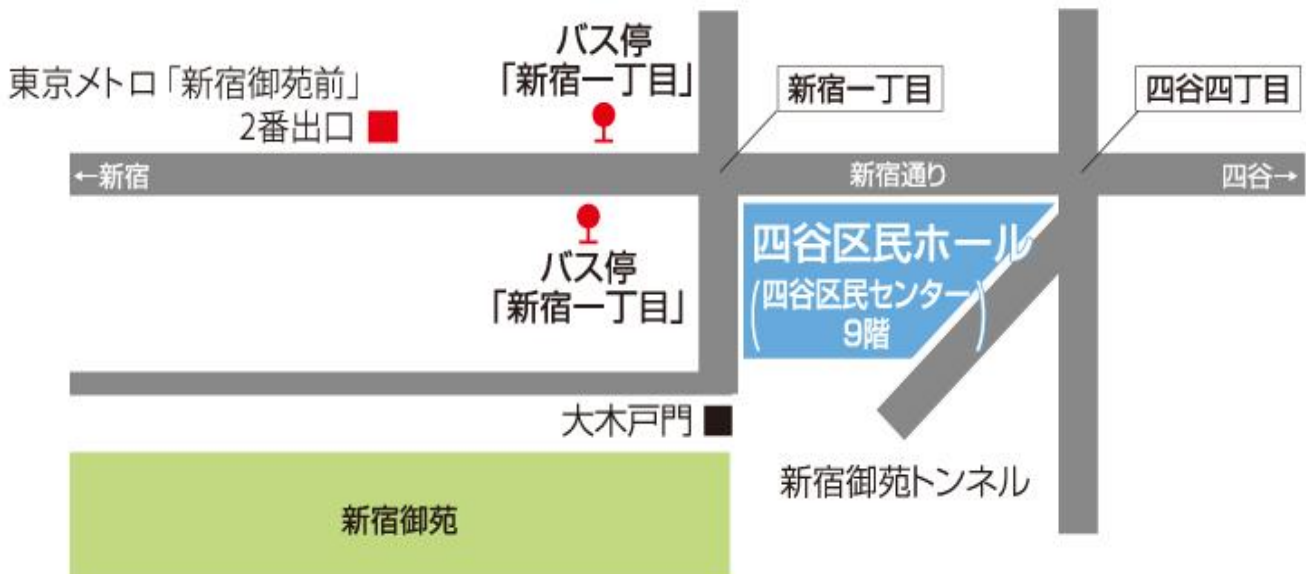 バス停
「新宿一丁目」
東京メトロ「新宿御苑前」
2番出口
新宿一丁目
四谷四丁目
←新宿
新宿通り
四谷→
四谷区民ホール
(四谷区民センター
9階)
バス停
「新宿一丁目」
大木戸門
新宿御苑トンネル
新宿御苑